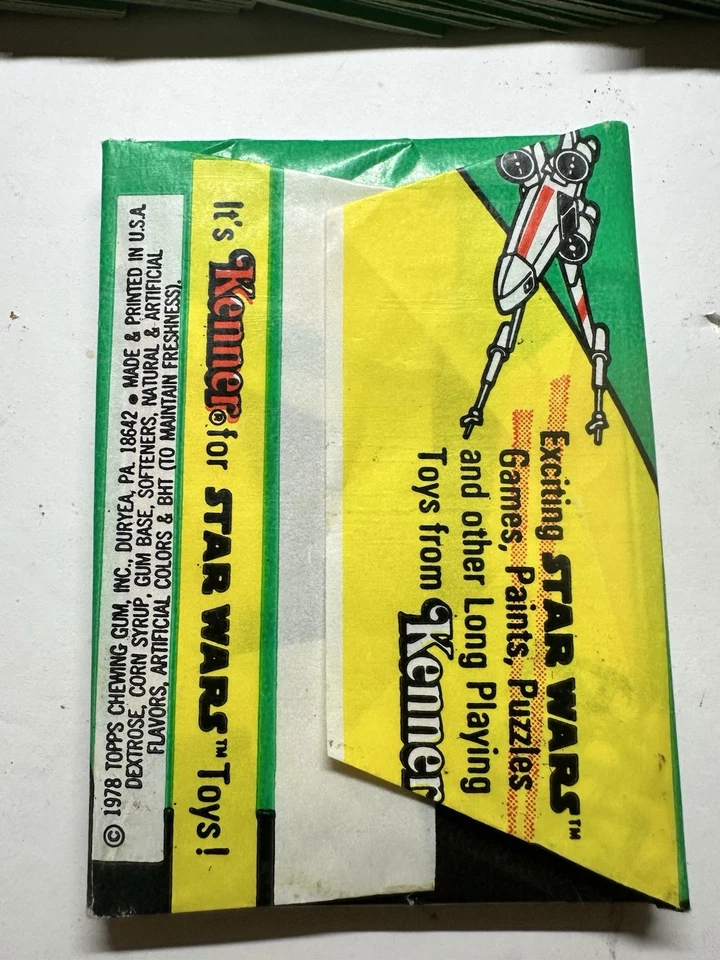 Exciting STAR WARS™
Games, Paints, Puzzles
and other Long Playing
Toys from Kenner
It's Kenner® for STAR WARS™ Toys!
© 1978 TOPPS CHEWING GUM, INC., DURYEA, PA. 18642 ● MADE & PRINTED IN U.S.A.
DEXTROSE, CORN SYRUP, GUM BASE, SOFTENERS, NATURAL & ARTIFICIAL
FLAVORS, ARTIFICIAL COLORS & BHT (TO MAINTAIN FRESHNESS).